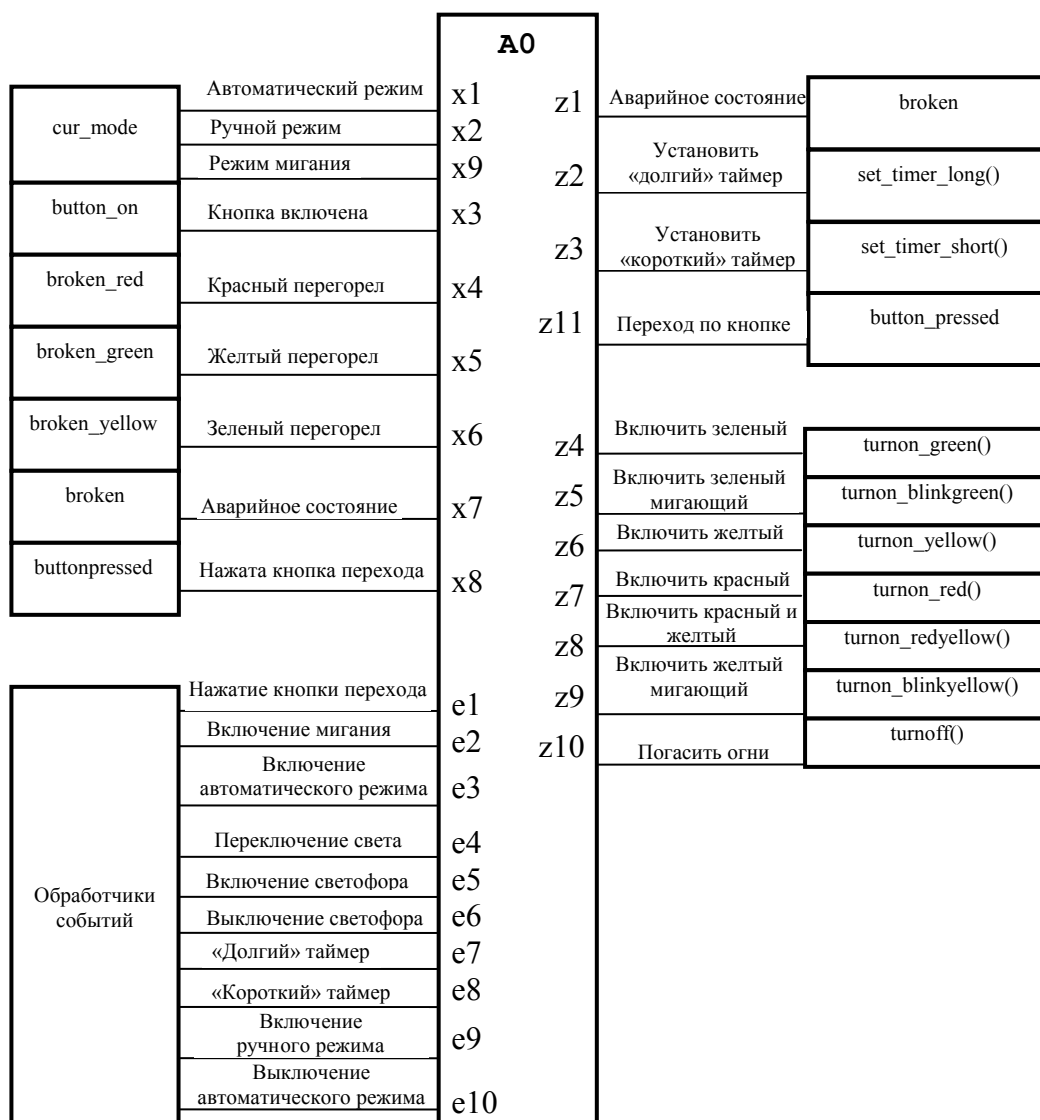 A0
cur_mode
Автоматический режим
x1
Ручной режим
x2
Режим мигания
x9
button_on
Кнопка включена
x3
broken_red
Красный перегорел
x4
broken_green
Желтый перегорел
x5
broken_yellow
Зеленый перегорел
x6
broken
Аварийное состояние
x7
buttonpressed
Нажата кнопка перехода
x8
Обработчики
событий
Нажатие кнопки перехода
e1
Включение мигания
e2
Включение
автоматического режима
e3
Переключение света
e4
Включение светофора
e5
Выключение светофора
e6
«Долгий» таймер
e7
«Короткий» таймер
e8
Включение
ручного режима
e9
Выключение
автоматического режима
e10
z1
Аварийное состояние
broken
z2
Установить
«долгий» таймер
set_timer_long()
z3
Установить
«короткий» таймер
set_timer_short()
z11
Переход по кнопке
button_pressed
z4
Включить зеленый
turnon_green()
z5
Включить зеленый
мигающий
turnon_blinkgreen()
z6
Включить желтый
turnon_yellow()
z7
Включить красный
turnon_red()
z8
Включить красный и
желтый
turnon_redyellow()
z9
Включить желтый
мигающий
turnon_blinkyellow()
z10
Погасить огни
turnoff()